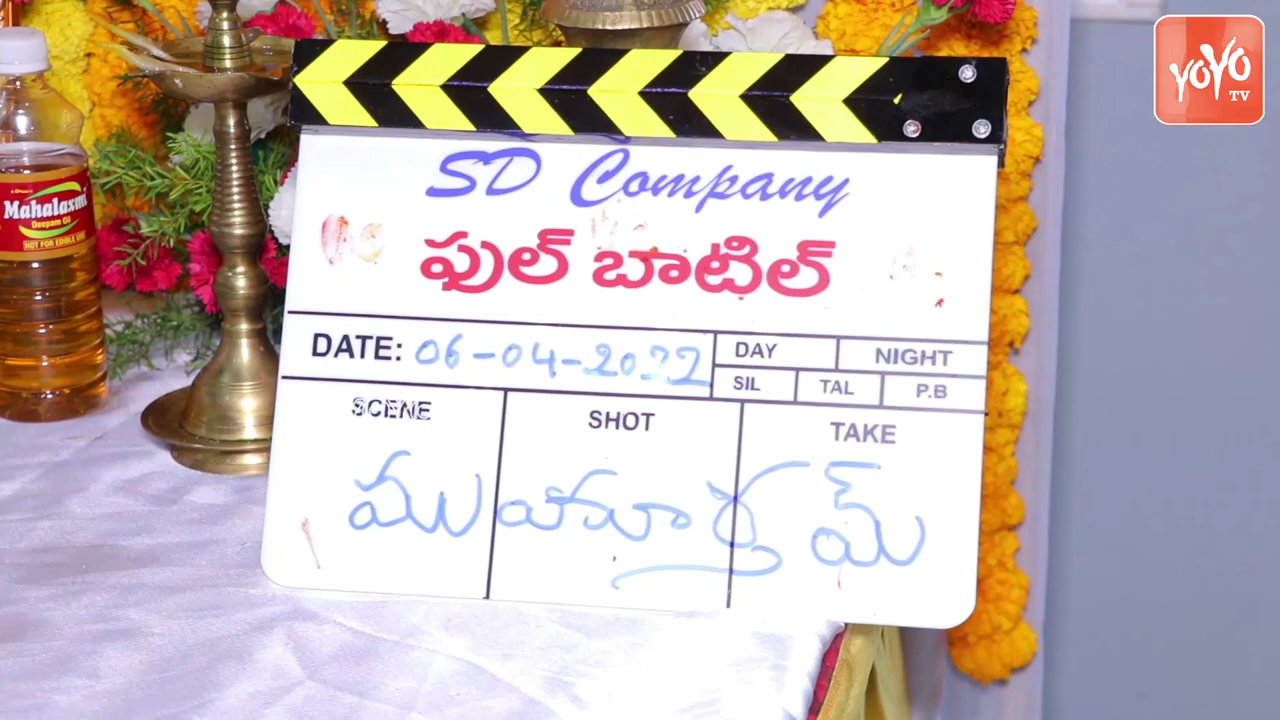 YOYO
TV
SD Company
ఫుల్ బాటిల్
Mahalaxmi
Deepam Oil
NOT FOR EDIBLE USE
DATE: 06-04-2022
DAY NIGHT
SIL TAL P.B
SCENE SHOT TAKE
ముహూర్తమ్